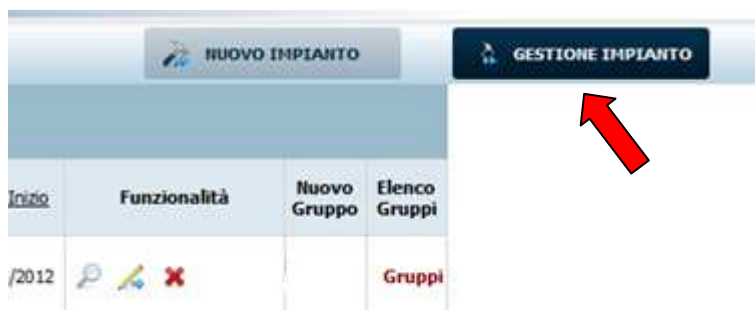 NUOVO IMPIANTO
GESTIONE IMPIANTO
Inizio
Funzionalità
Nuovo Gruppo
Elenco Gruppi
/2012
Gruppi